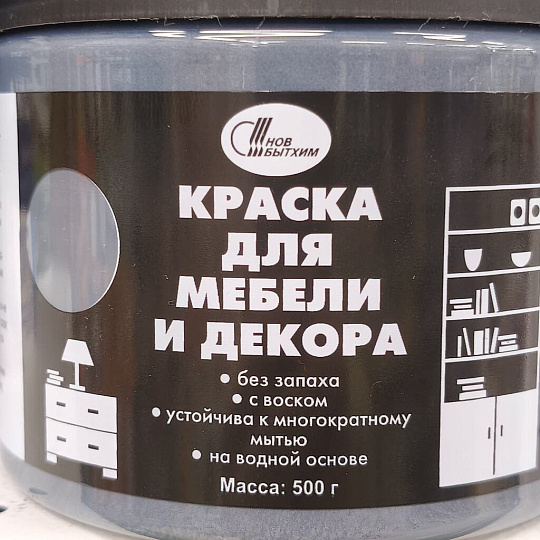 НОВ
БЫТХИМ
КРАСКА
ДЛЯ
МЕБЕЛИ
И ДЕКОРА
• без запаха
• с воском
• устойчива к многократному
мытью
• на водной основе
Масса: 500 г